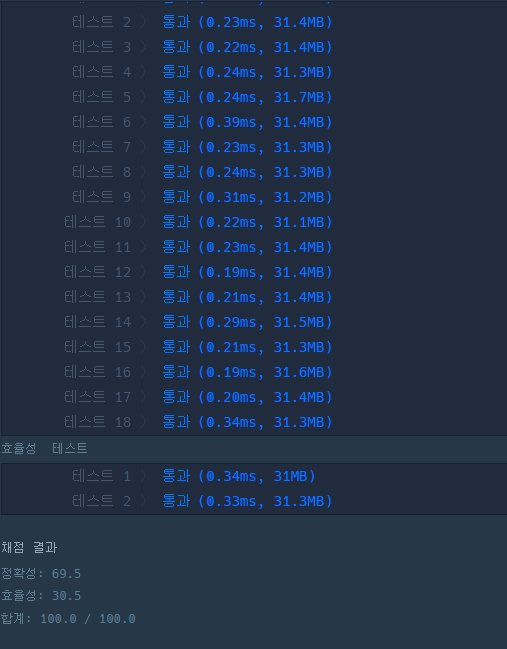 테스트 2 〉 통과 (0.23ms, 31.4MB)
테스트 3 〉 통과 (0.22ms, 31.4MB)
테스트 4 〉 통과 (0.24ms, 31.3MB)
테스트 5 〉 통과 (0.24ms, 31.7MB)
테스트 6 〉 통과 (0.39ms, 31.4MB)
테스트 7 〉 통과 (0.23ms, 31.3MB)
테스트 8 〉 통과 (0.24ms, 31.3MB)
테스트 9 〉 통과 (0.31ms, 31.2MB)
테스트 10 〉 통과 (0.22ms, 31.1MB)
테스트 11 〉 통과 (0.23ms, 31.4MB)
테스트 12 〉 통과 (0.19ms, 31.4MB)
테스트 13 〉 통과 (0.21ms, 31.4MB)
테스트 14 〉 통과 (0.29ms, 31.5MB)
테스트 15 〉 통과 (0.21ms, 31.3MB)
테스트 16 〉 통과 (0.19ms, 31.6MB)
테스트 17 〉 통과 (0.20ms, 31.4MB)
테스트 18 〉 통과 (0.34ms, 31.3MB)
효율성 테스트
테스트 1 〉 통과 (0.34ms, 31MB)
테스트 2 〉 통과 (0.33ms, 31.3MB)
채점 결과
정확성: 69.5
효율성: 30.5
합계: 100.0 / 100.0